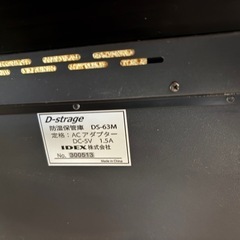 D-strage
防湿保管庫 DS-63M
定格：ACアダプター
DC-5V 1.5A
IDEX株式会社
No. 300513
Made in China